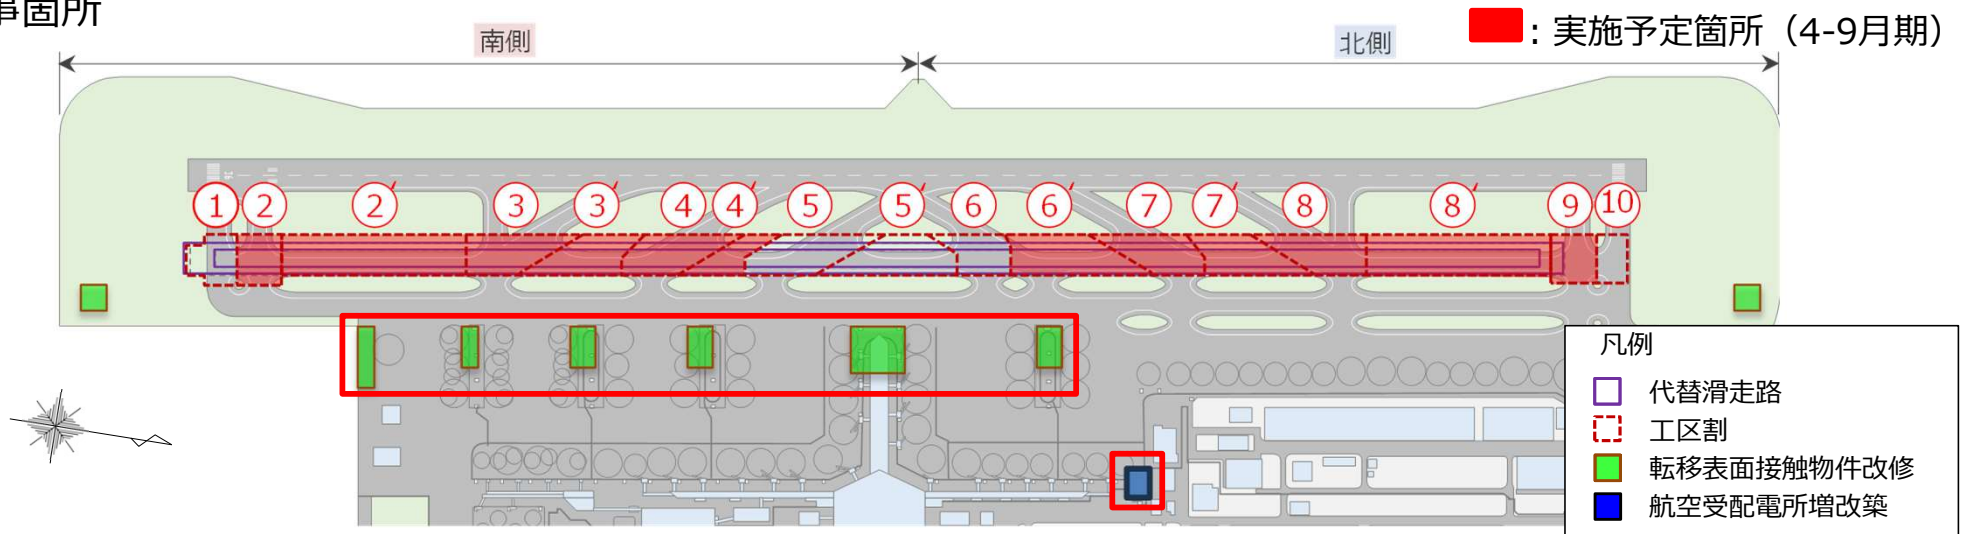 事箇所
：実施予定箇所（4-9月期）
南側
北側
① ② ② ③ ③ ④ ④ ⑤ ⑤ ⑥ ⑥ ⑦ ⑦ ⑧ ⑧ ⑨ ⑩
凡例
代替滑走路
工区割
転移表面接触物件改修
航空受配電所増改築